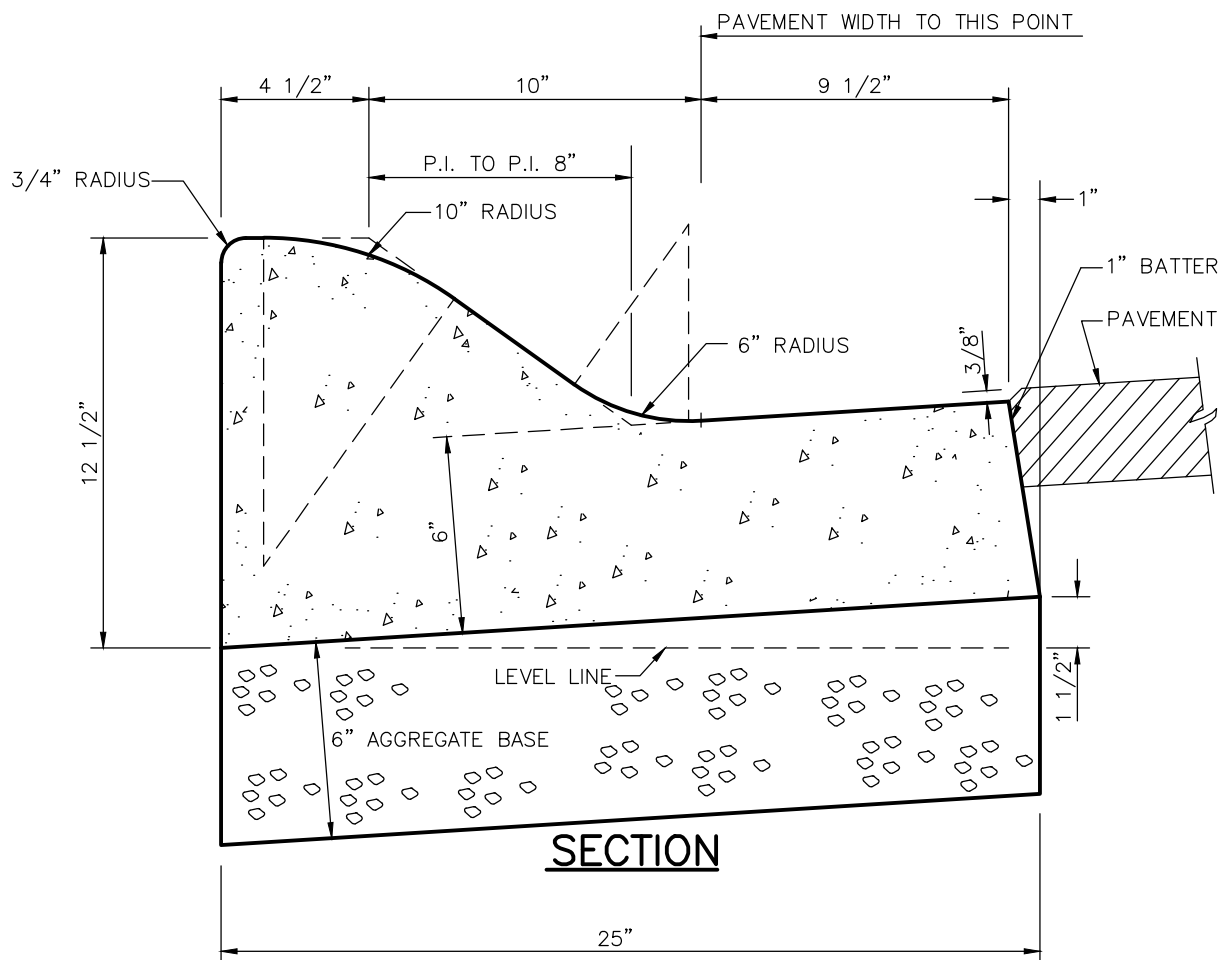 PAVEMENT WIDTH TO THIS POINT
4 1/2”
10”
9 1/2”
P.I. TO P.I. 8”
3/4” RADIUS
1”
10” RADIUS
1” BATTER
PAVEMENT
6” RADIUS
3/8”
12 1/2”
6”
LEVEL LINE
1 1/2”
6” AGGREGATE BASE
SECTION
25”